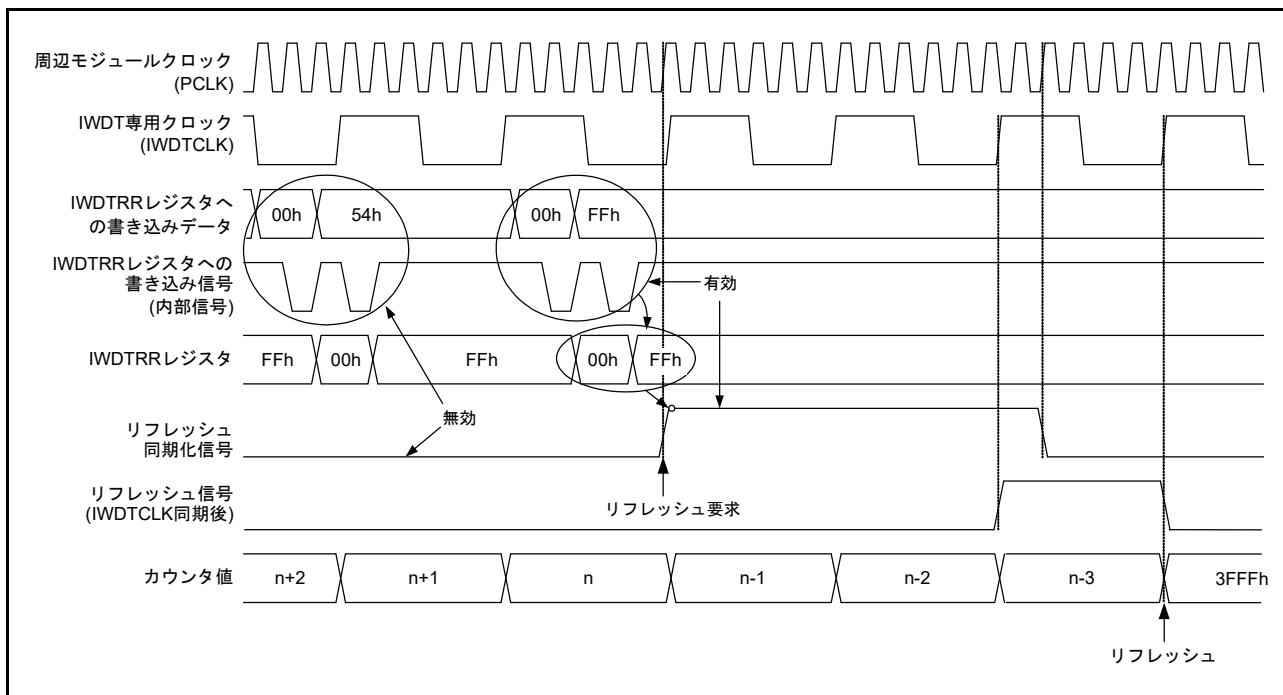 周辺モジュールクロック
(PCLK)
IWDT専用クロック
(IWDTCLK)
IWDTRRレジスタへ
の書き込みデータ
00h
54h
00h
FFh
IWDTRRレジスタへの
書き込み信号
(内部信号)
有効
IWDTRRレジスタ
FFh
00h
FFh
00h
FFh
無効
リフレッシュ
同期化信号
リフレッシュ要求
リフレッシュ信号
(IWDTCLK同期後)
カウンタ値
n+2
n+1
n
n-1
n-2
n-3
3FFFh
リフレッシュ